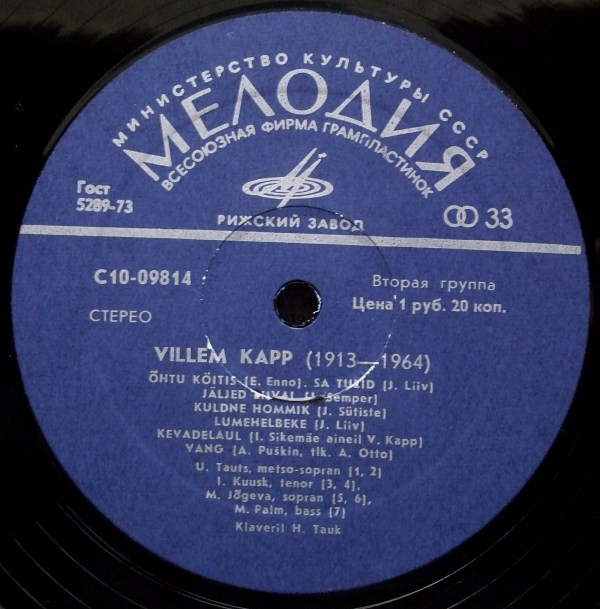 МИНИСТЕРСТВО КУЛЬТУРЫ СССР
МЕЛОДИЯ
ВСЕСОЮЗНАЯ ФИРМА ГРАМПЛАСТИНОК
Гост
5289-73
РИЖСКИЙ ЗАВОД
33
С10-09814
Вторая группа
Цена 1 руб. 20 коп.
СТЕРЕО
VILLEM KAPP (1913—1964)
ÕHTU KÖITIS (E. Enno). SA TULID (J. Liiv)
JÄLJED Semper)
KULDNE HOMMIK (J. Sütiste)
LUMEHELBEKE (J. Liiv)
KEVADELAUL (I. Sikemäe aineil V. Kapp)
VANG (A. Puškin, tlk. A. Otto)
U. Tauts, metso-sopran (1, 2)
I. Kuusk, tenor (3, 4),
M. Jõgeva, sopran (5, 6),
M. Palm, bass (7)
Klaveril H. Tauk